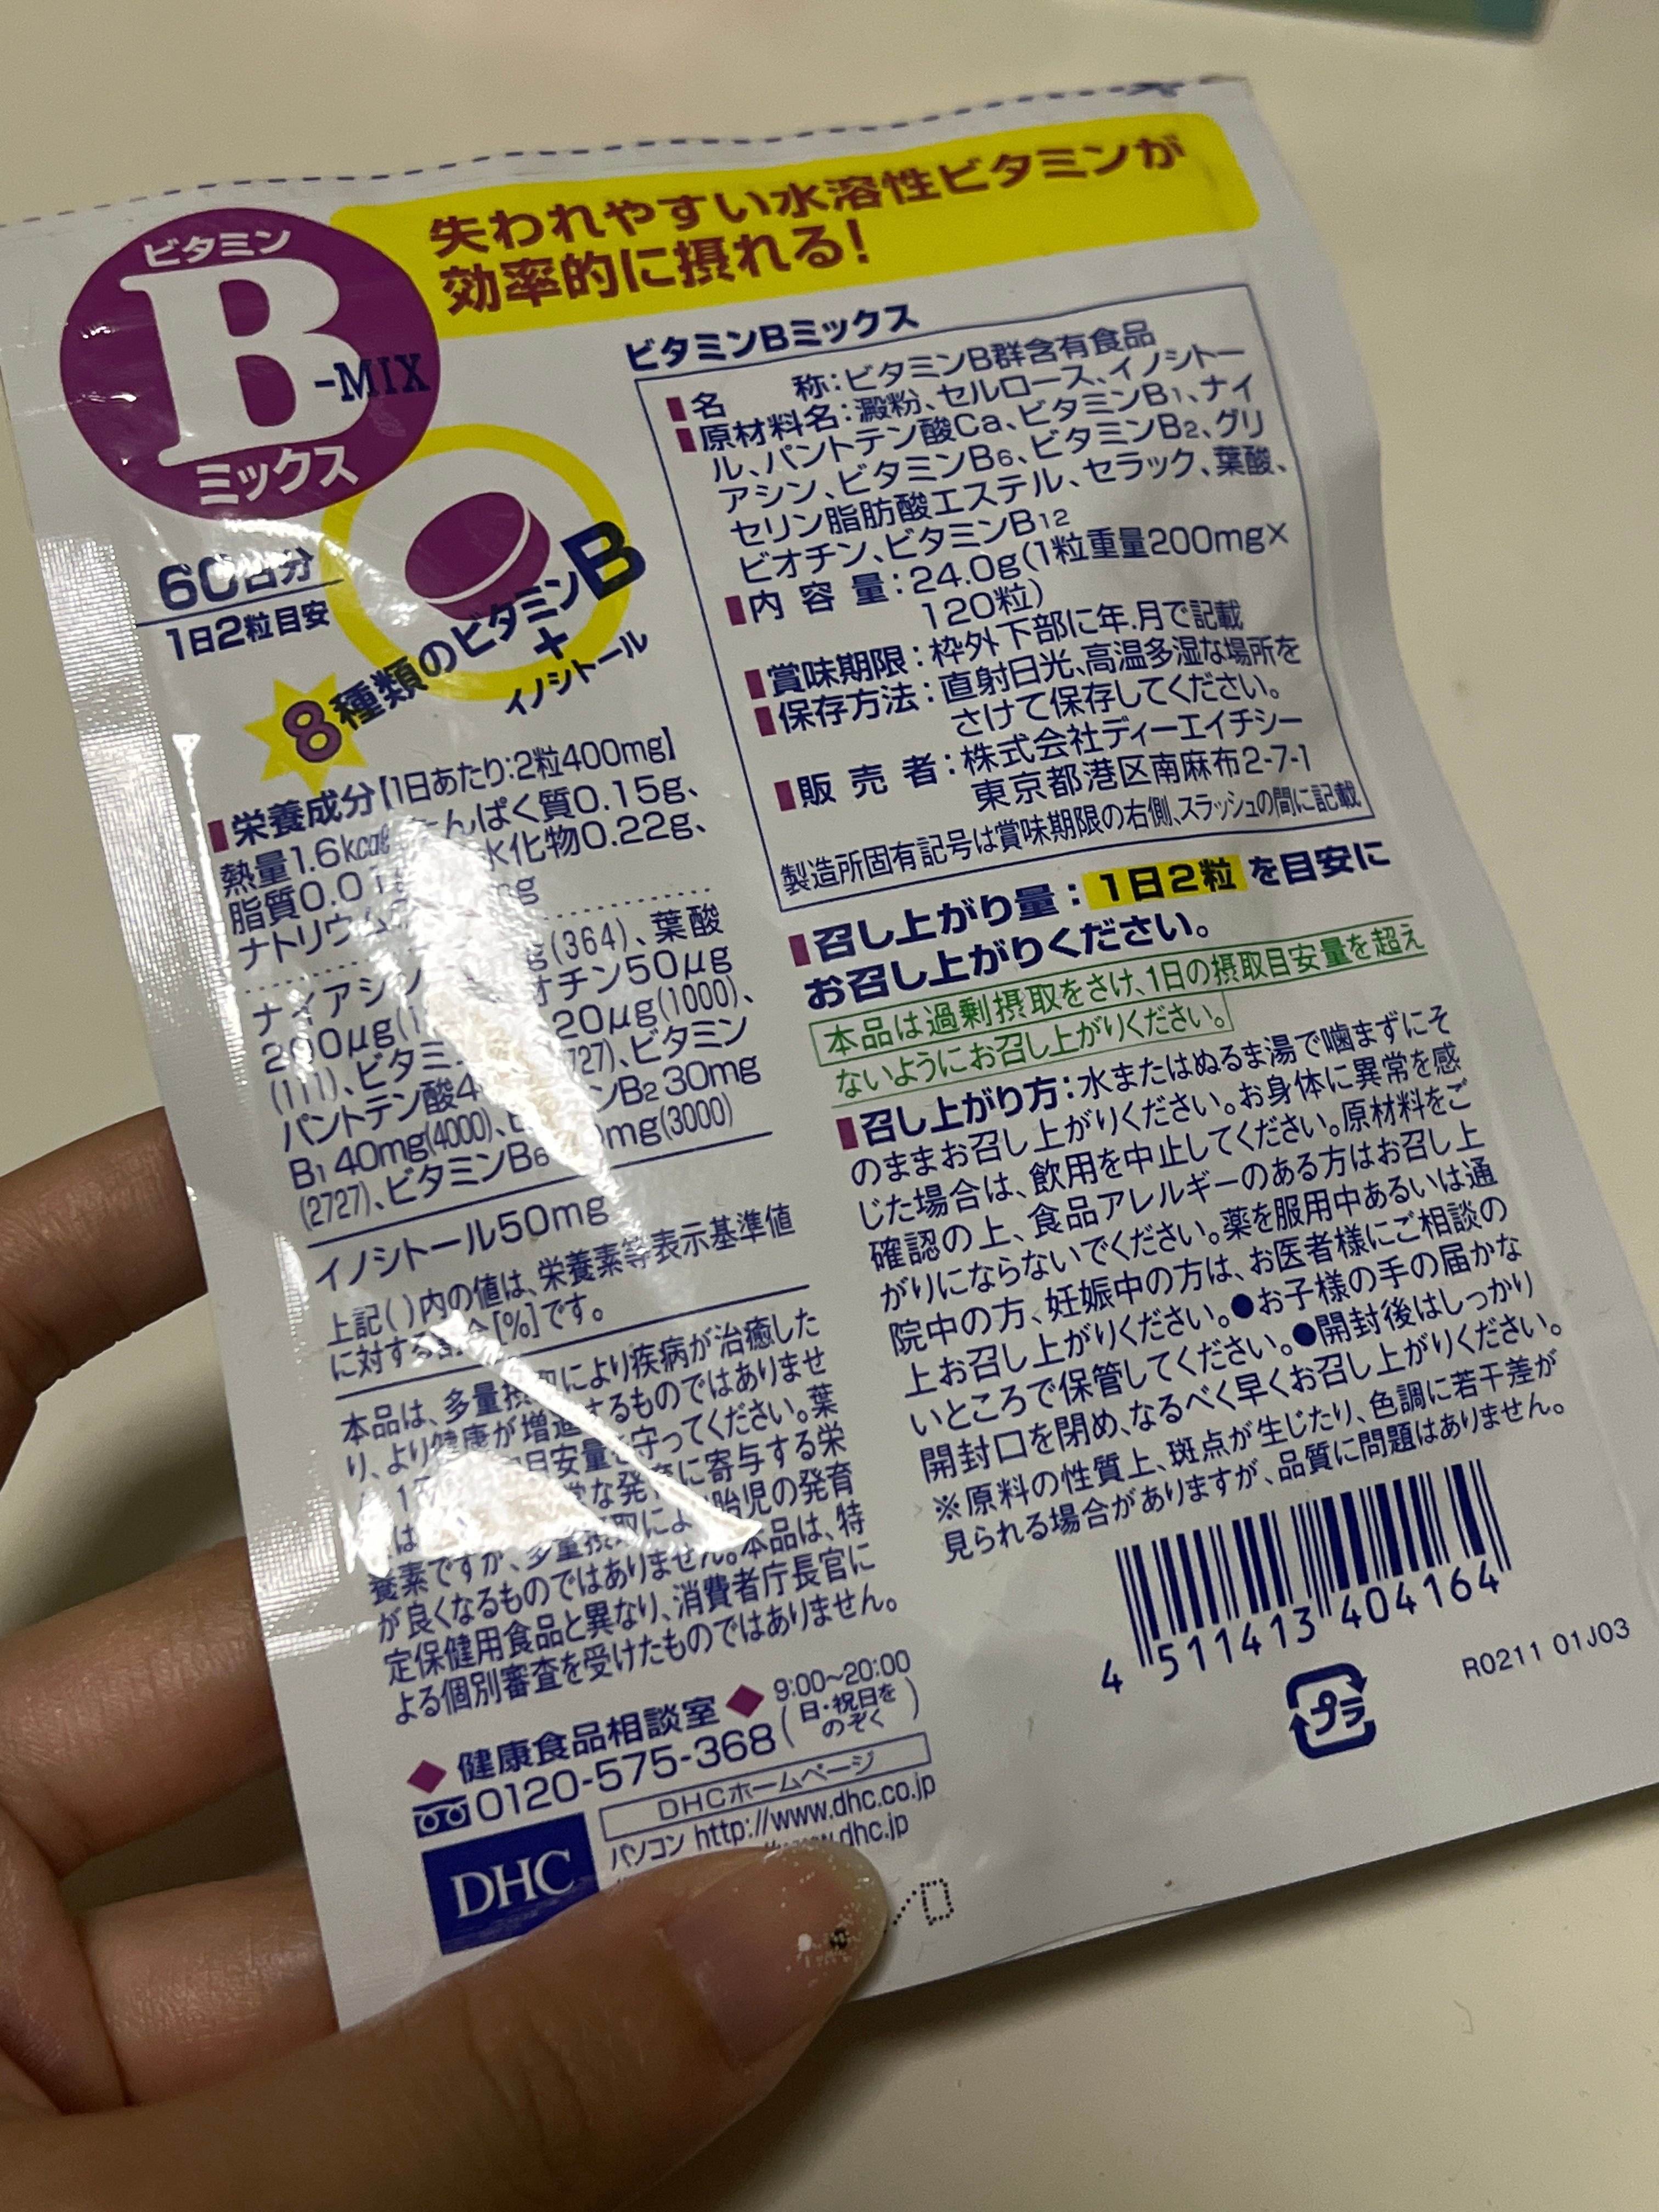 失われやすい水溶性ビタミンが
効率的に摂れる!
ビタミン
B
-MIX
ミックス
60日分
1日2粒目安
8種類のビタミンB
+
イノシトール
■栄養成分【1日あたり:2粒400mg】
熱量1.6kcal んぱく質0.15g、
脂質0.0 水化物0.22g、
ナトリウム mg
ナイアシン (364)、葉酸
200μg オチン50μg
(111)、ビタミ 20μg(1000)、
パントテン酸4 727)、ビタミン
B1 40mg(4000)、 ンB2 30mg
(2727)、ビタミンB6 mg(3000)
イノシトール50mg
上記( )内の値は、栄養素等表示基準値
に対する割合[%]です。
本品は、多量摂取により疾病が治癒した
り、より健康が増進するものではありませ
目安量を守ってください。葉
な発育に寄与する栄
養素ですが、多量摂取により胎児の発育
が良くなるものではありません。本品は、特
定保健用食品と異なり、消費者庁長官に
よる個別審査を受けたものではありません。
◆健康食品相談室◆
0120-575-368
9:00~20:00
(日・祝日を
のぞく)
DHC
DHCホームページ
パソコン http://www.dhc.co.jp
dhc.jp
ビタミンBミックス
■名 称:ビタミンB群含有食品
■原材料名:澱粉、セルロース、イノシトー
ル、パントテン酸Ca、ビタミンB1、ナイ
アシン、ビタミンB6、ビタミンB2、グリ
セリン脂肪酸エステル、セラック、葉酸、
ビオチン、ビタミンB12
■内 容 量:24.0g(1粒重量200mg×
120粒)
■賞味期限:枠外下部に年.月で記載
■保存方法:直射日光、高温多湿な場所を
さけて保存してください。
■販 売 者:株式会社ディーエイチシー
東京都港区南麻布2-7-1
製造所固有記号は賞味期限の右側、スラッシュの間に記載
■召し上がり量:1日2粒を目安に
お召し上がりください。
本品は過剰摂取をさけ、1日の摂取目安量を超え
ないようにお召し上がりください。
■召し上がり方:水またはぬるま湯で噛まずにそ
のままお召し上がりください。お身体に異常を感
じた場合は、飲用を中止してください。原材料をご
確認の上、食品アレルギーのある方はお召し上
がりにならないでください。薬を服用中あるいは通
院中の方、妊娠中の方は、お医者様にご相談の
上お召し上がりください。●お子様の手の届かな
いところで保管してください。●開封後はしっかり
開封口を閉め、なるべく早くお召し上がりください。
※原料の性質上、斑点が生じたり、色調に若干差が
見られる場合がありますが、品質に問題はありません。
4 511413 404164
プラ
R0211 01J03